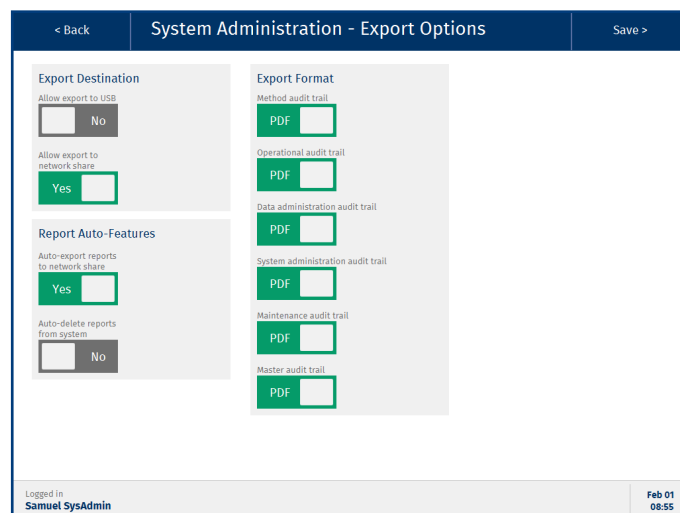 < Back
System Administration - Export Options
Save >
Export Destination
Allow export to USB
No
Allow export to
network share
Yes
Report Auto-Features
Auto-export reports
to network share
Yes
Auto-delete reports
from system
No
Export Format
Method audit trail
PDF
Operational audit trail
PDF
Data administration audit trail
PDF
System administration audit trail
PDF
Maintenance audit trail
PDF
Master audit trail
PDF
Logged in
Samuel SysAdmin
Feb 01
08:55